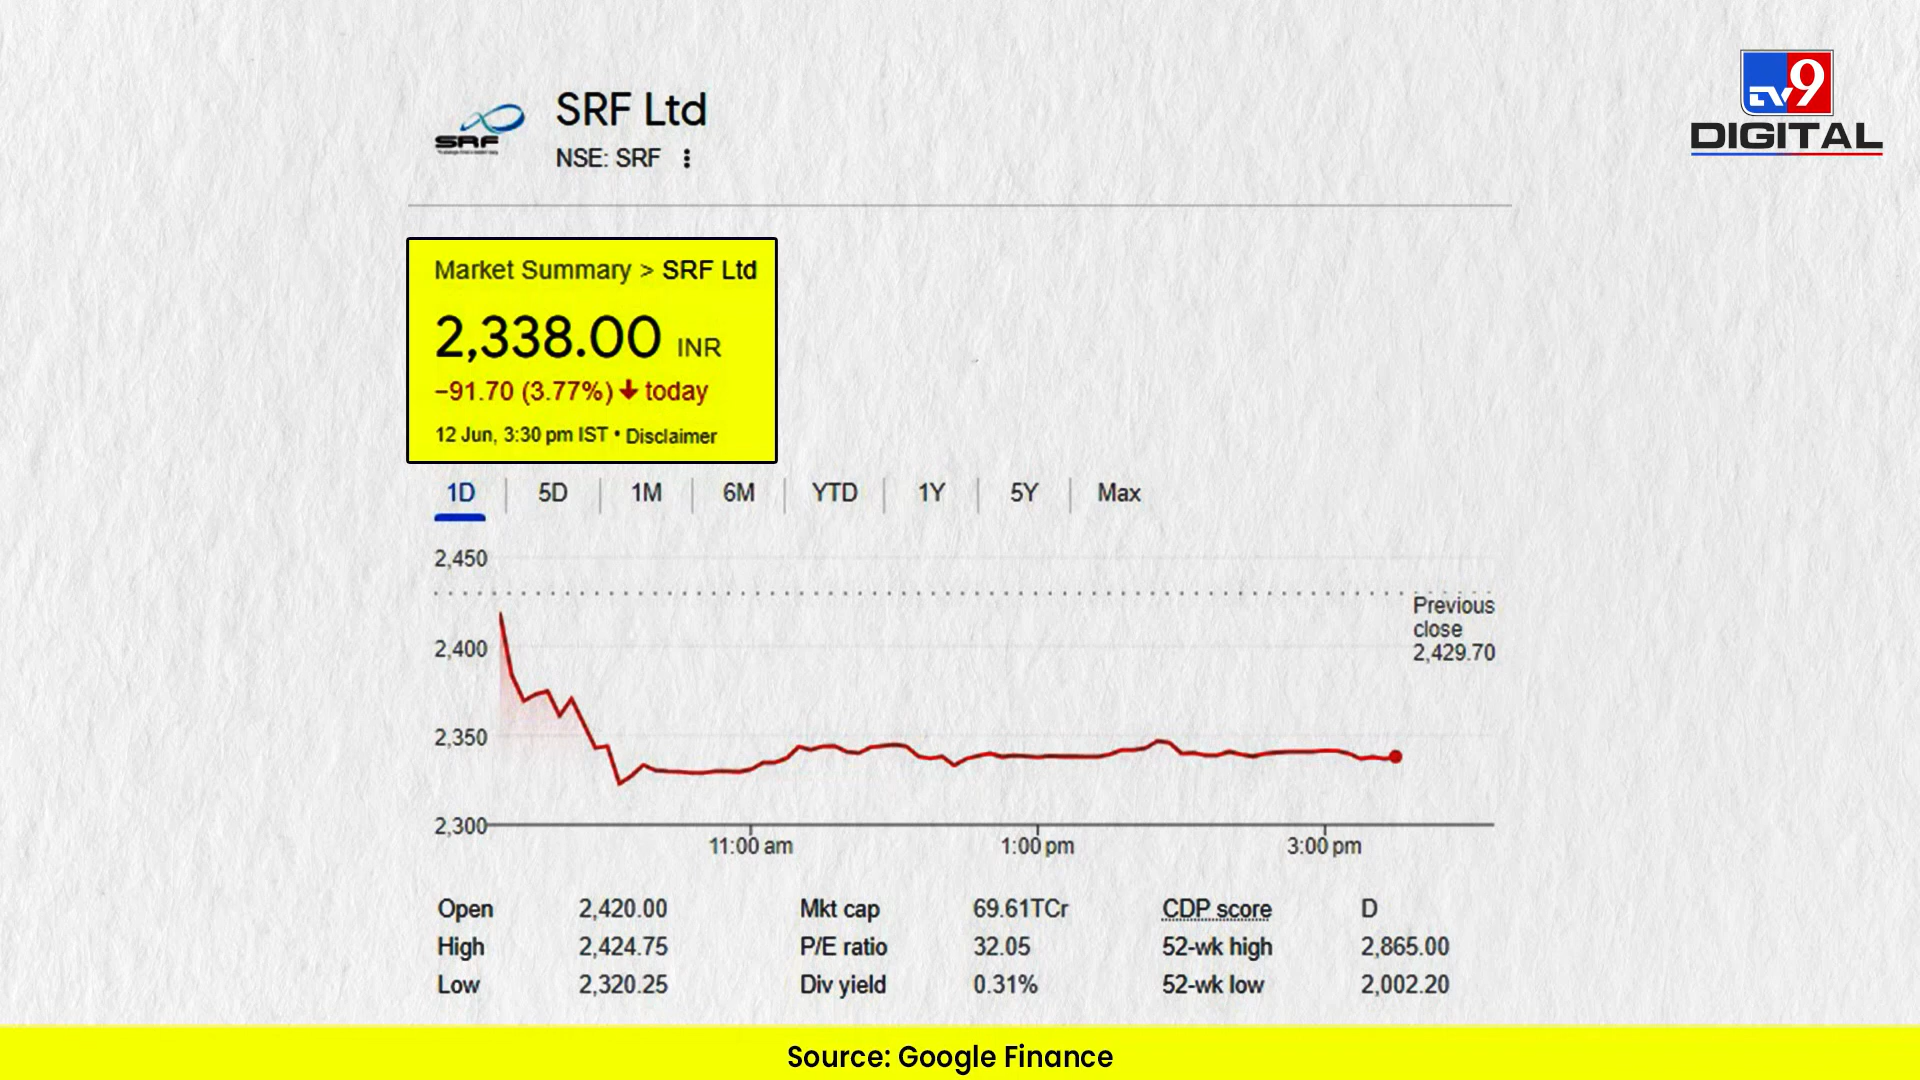 SRF Ltd
NSE: SRF
SRF
TV9
DIGITAL
Market Summary > SRF Ltd
2,338.00 INR
−91.70 (3.77%) ↓ today
12 Jun, 3:30 pm IST • Disclaimer
1D 5D 1M 6M YTD 1Y 5Y Max
2,450
Previous
close
2,429.70
2,400
2,350
2,300
11:00 am 1:00 pm 3:00 pm
Open 2,420.00 Mkt cap 69.61TCr CDP score D
High 2,424.75 P/E ratio 32.05 52-wk high 2,865.00
Low 2,320.25 Div yield 0.31% 52-wk low 2,002.20
Source: Google Finance